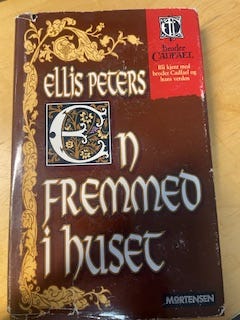 broder
CADFAEL
Bli kjent med
broder Cadfael og
hans verden
ELLIS PETERS
En
FREMMED
i huset
MORTENSEN